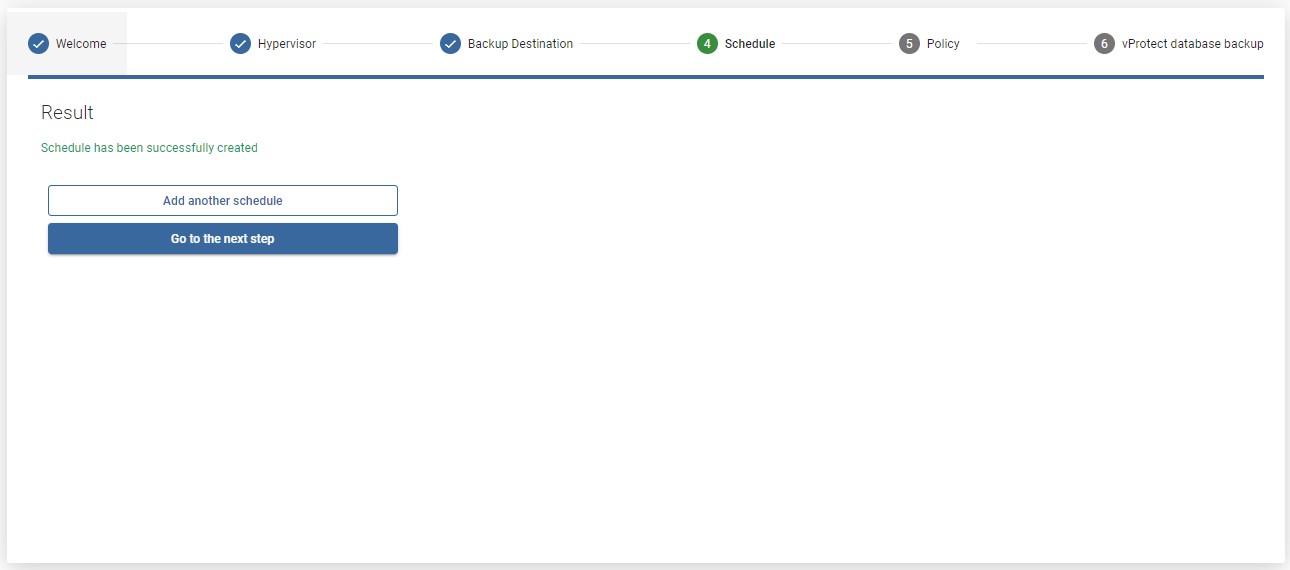 Welcome
Hypervisor
Backup Destination
4 Schedule
5 Policy
6 vProtect database backup
Result
Schedule has been successfully created
Add another schedule
Go to the next step